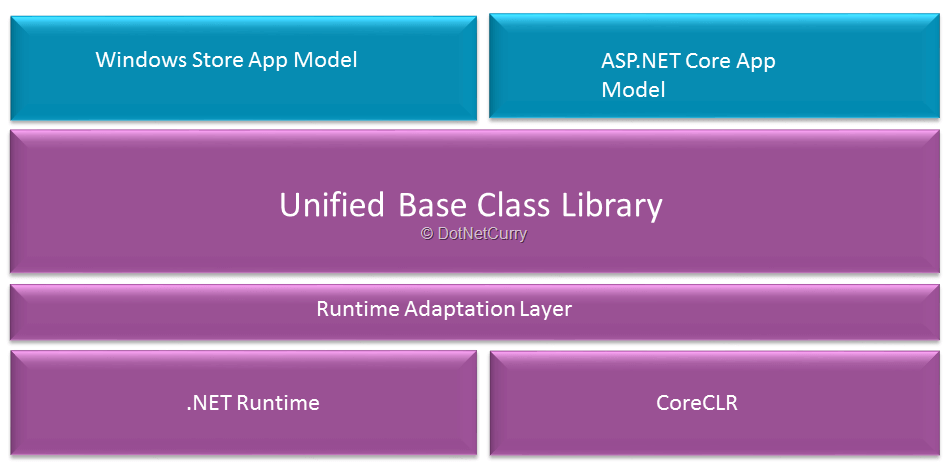 Windows Store App Model
ASP.NET Core App
Model
Unified Base Class Library
© DotNetCurry
Runtime Adaptation Layer
.NET Runtime
CoreCLR